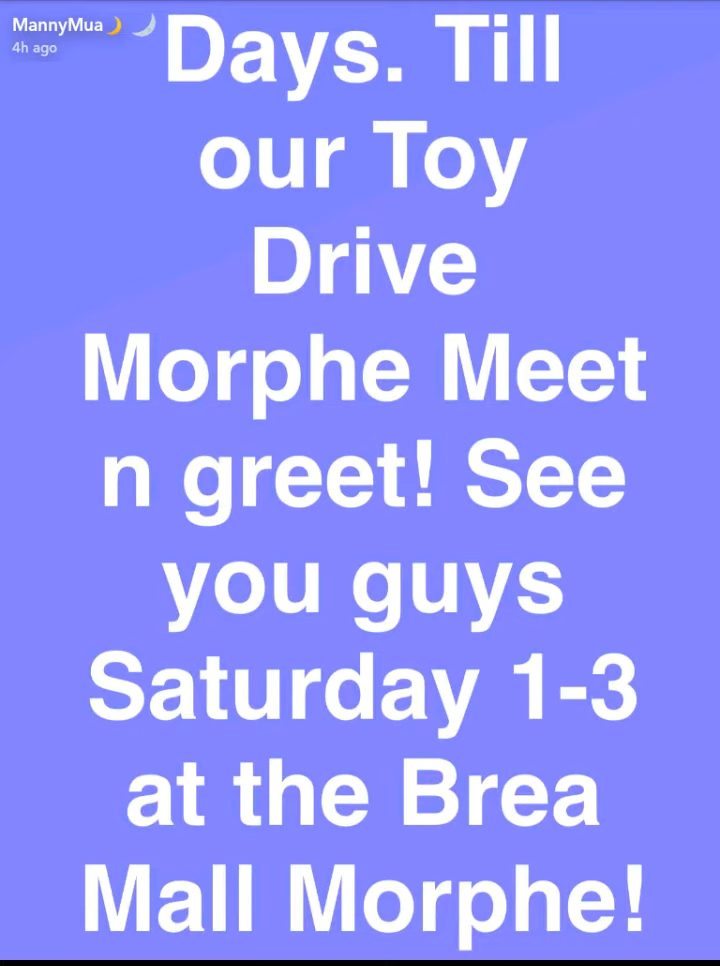 MannyMua🌙 🌙
4h ago
Days. Till
our Toy
Drive
Morphe Meet
n greet! See
you guys
Saturday 1-3
at the Brea
Mall Morphe!